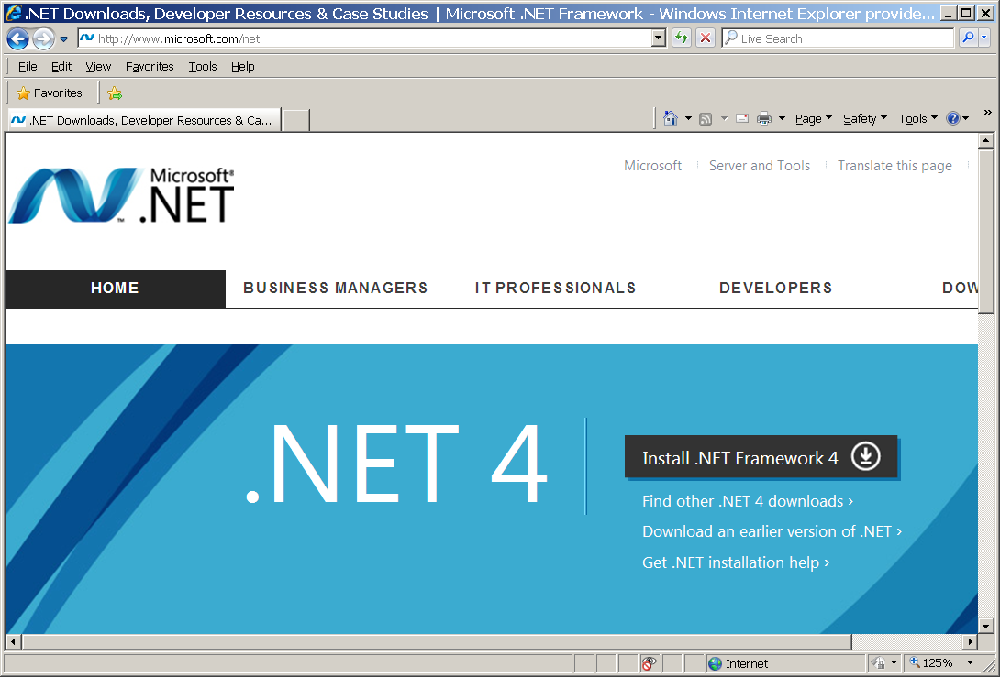 .NET Downloads, Developer Resources & Case Studies | Microsoft .NET Framework - Windows Internet Explorer provide...
http://www.microsoft.com/net
Live Search
File Edit View Favorites Tools Help
Favorites
.NET Downloads, Developer Resources & Ca...
Page Safety Tools »
Microsoft Server and Tools Translate this page
Microsoft®
.NET™
HOME BUSINESS MANAGERS IT PROFESSIONALS DEVELOPERS DOW
.NET 4
Install .NET Framework 4
Find other .NET 4 downloads ›
Download an earlier version of .NET ›
Get .NET installation help ›
Internet 125%